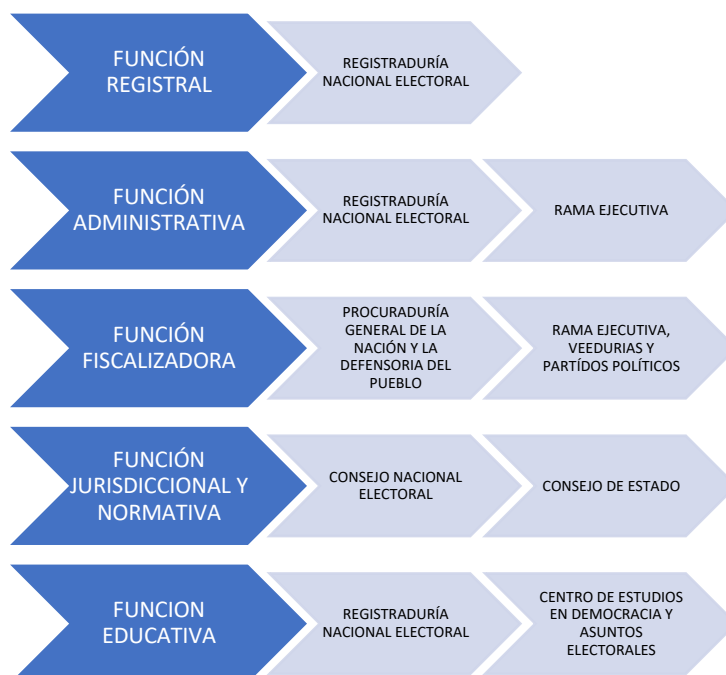 FUNCIÓN
REGISTRAL
REGISTRADURÍA
NACIONAL ELECTORAL
FUNCIÓN
ADMINISTRATIVA
REGISTRADURÍA
NACIONAL ELECTORAL
RAMA EJECUTIVA
FUNCIÓN
FISCALIZADORA
PROCURADURÍA
GENERAL DE LA
NACIÓN Y LA
DEFENSORIA DEL
PUEBLO
RAMA EJECUTIVA,
VEEDURIAS Y
PARTÍDOS POLÍTICOS
FUNCIÓN
JURISDICCIONAL Y
NORMATIVA
CONSEJO NACIONAL
ELECTORAL
CONSEJO DE ESTADO
FUNCION
EDUCATIVA
REGISTRADURÍA
NACIONAL ELECTORAL
CENTRO DE ESTUDIOS
EN DEMOCRACIA Y
ASUNTOS
ELECTORALES